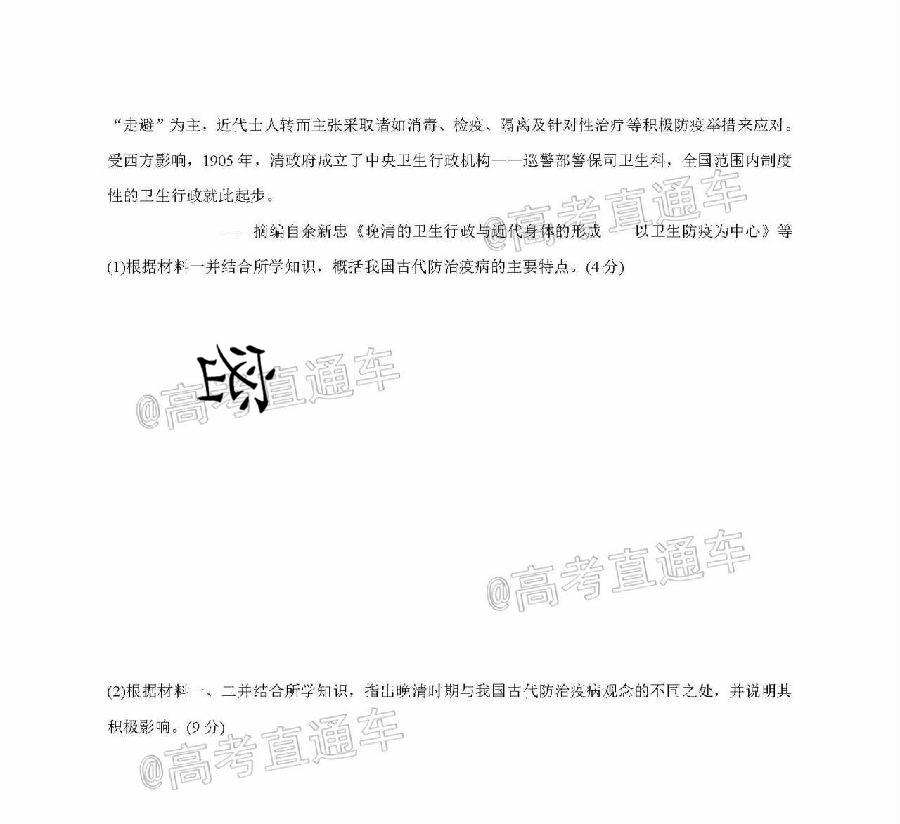 “走避”为主，近代士人转而主张采取诸如消毒、检疫、隔离及针对性治疗等积极防疫举措来应对。
受西方影响，1905 年，清政府成立了中央卫生行政机构——巡警部警保司卫生科，全国范围内制度
性的卫生行政就此起步。
@高考直通车
——摘编自余新忠《晚清的卫生行政与近代身体的形成——以卫生防疫为中心》等
(1)根据材料一并结合所学知识，概括我国古代防治疫病的主要特点。(4 分)
密
@高考直通车
@高考直通车
(2)根据材料一、二并结合所学知识，指出晚清时期与我国古代防治疫病观念的不同之处，并说明其
积极影响。(9 分)
@高考直通车